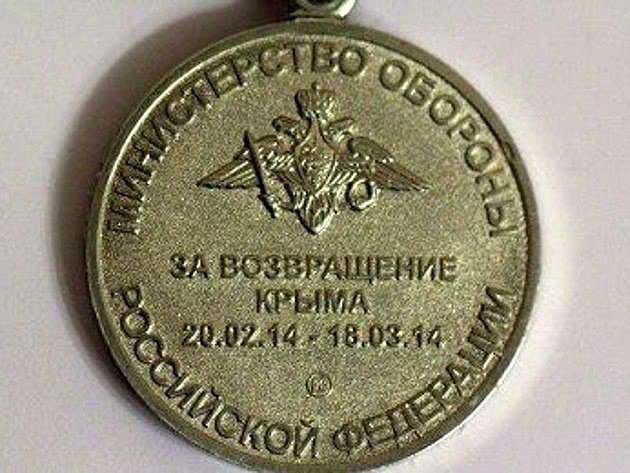 МИНИСТЕРСТВО ОБОРОНЫ
ЗА ВОЗВРАЩЕНИЕ
КРЫМА
20.02.14 - 18.03.14
РОССИЙСКОЙ ФЕДЕРАЦИИ